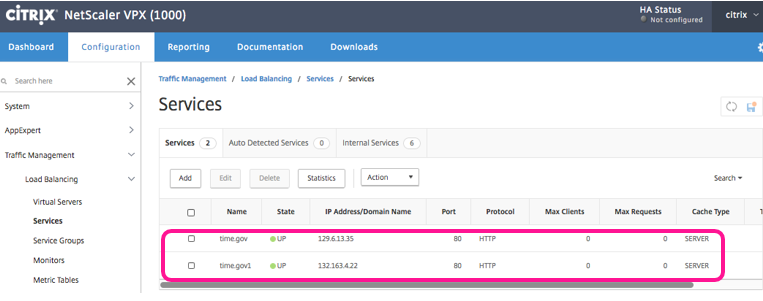 CiTRIX NetScaler VPX (1000)
HA Status
Not configured
citrix
Dashboard Configuration Reporting Documentation Downloads
Search here
Traffic Management / Load Balancing / Services / Services
System
Services
AppExpert
Traffic Management
Services 2 Auto Detected Services 0 Internal Services 6
Load Balancing
Add Edit Delete Statistics Action Search
Virtual Servers
Services
Name State IP Address/Domain Name Port Protocol Max Clients Max Requests Cache Type T
Service Groups
time.gov UP 129.6.13.35 80 HTTP 0 0 SERVER
Monitors
time.gov1 UP 132.163.4.22 80 HTTP 0 0 SERVER
Metric Tables